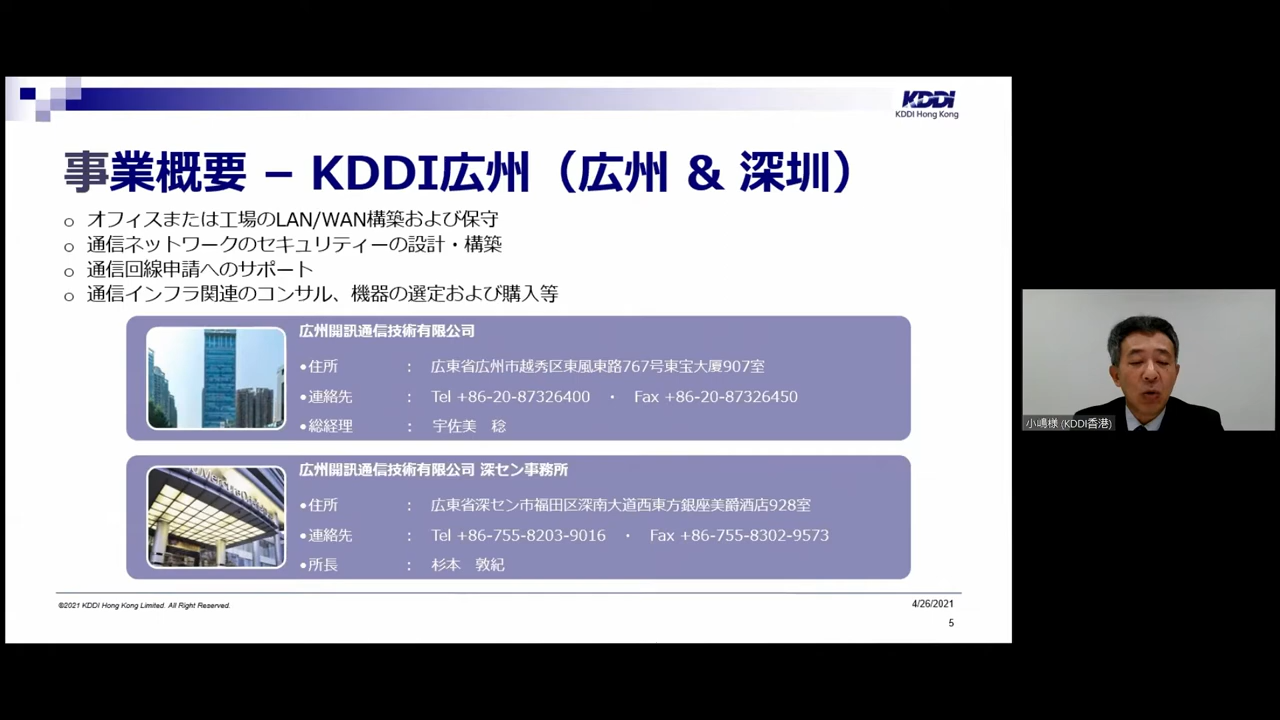 KDDI
KDDI Hong Kong
事業概要 – KDDI広州（広州 & 深圳）
o オフィスまたは工場のLAN/WAN構築および保守
o 通信ネットワークのセキュリティーの設計・構築
o 通信回線申請へのサポート
o 通信インフラ関連のコンサル、機器の選定および購入等
広州開訊通信技術有限公司
•住所 ： 広東省広州市越秀区東風東路767号東宝大厦907室
•連絡先 ： Tel +86-20-87326400 ・ Fax +86-20-87326450
•総経理 ： 宇佐美 稔
広州開訊通信技術有限公司 深セン事務所
•住所 ： 広東省深セン市福田区深南大道西東方銀座美爵酒店928室
•連絡先 ： Tel +86-755-8203-9016 ・ Fax +86-755-8302-9573
•所長 ： 杉本 敦紀
©2021 KDDI Hong Kong Limited. All Right Reserved.
4/26/2021
5
小嶋様 (KDDI香港)